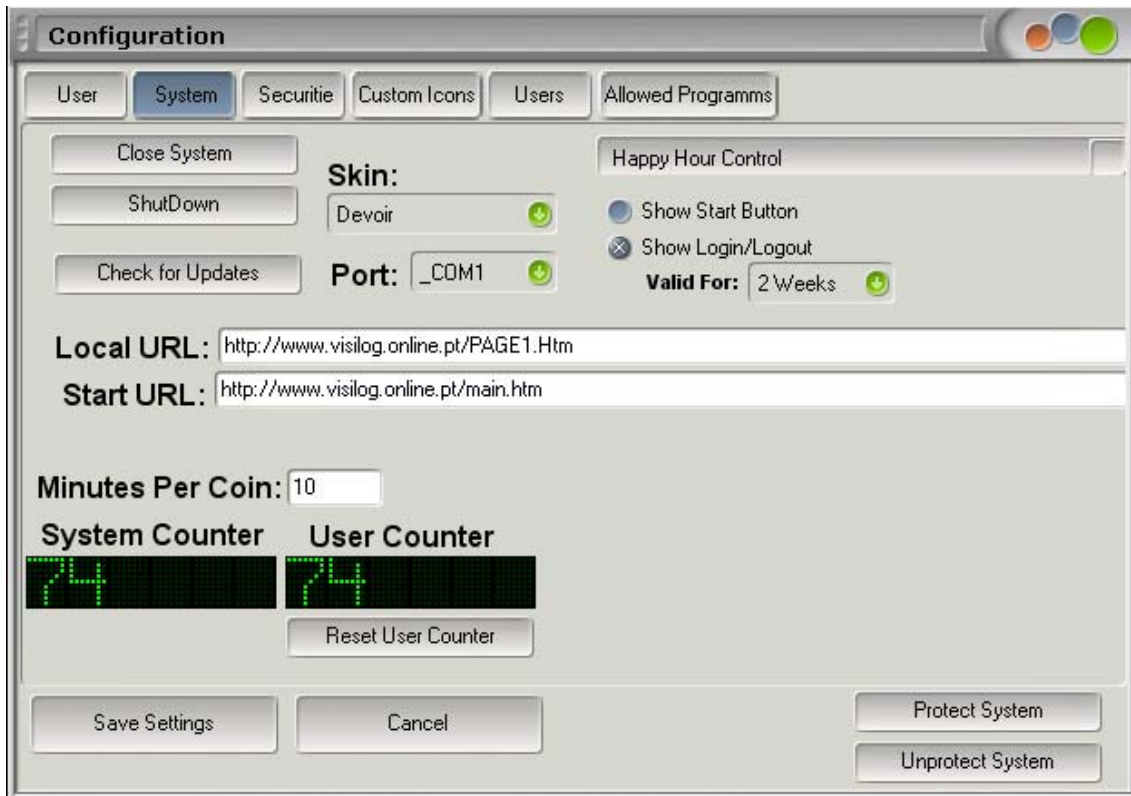 Configuration
User System Securitie Custom Icons Users Allowed Programms
Close System
Happy Hour Control
Skin:
ShutDown
Devoir
Show Start Button
Show Login/Logout
Check for Updates
Port: _COM1
Valid For: 2 Weeks
Local URL: http://www.visilog.online.pt/PAGE1.Htm
Start URL: http://www.visilog.online.pt/main.htm
Minutes Per Coin: 10
System Counter User Counter
74 74
Reset User Counter
Save Settings Cancel
Protect System
Unprotect System